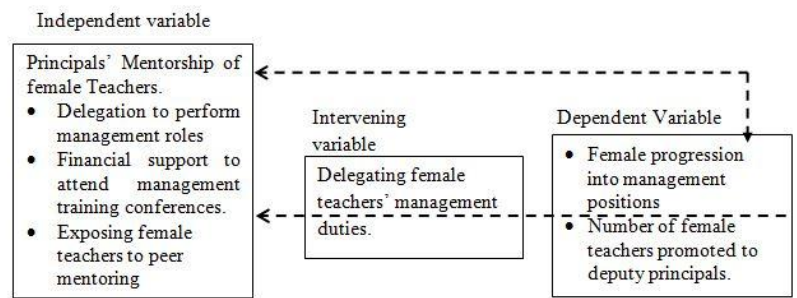 Independent variable
Principals’ Mentorship of
female Teachers.
• Delegation to perform
management roles
• Financial support to
attend management
training conferences.
• Exposing female
teachers to peer
mentoring
Intervening
variable
Delegating female
teachers’ management
duties.
Dependent Variable
• Female progression
into management
positions
• Number of female
teachers promoted to
deputy principals.